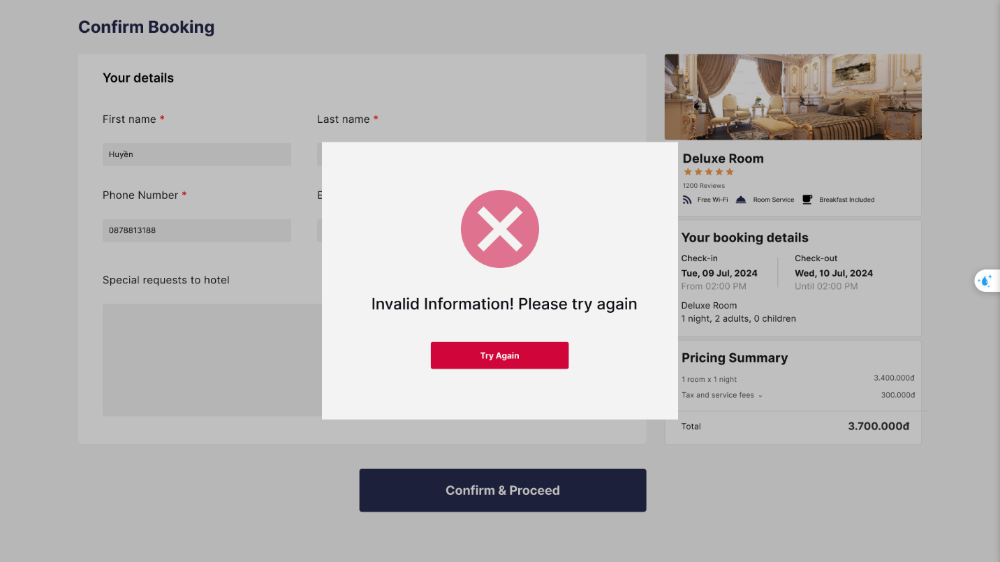 Confirm Booking
Your details
First name *
Last name *
Huyền
Phone Number *
E
0878813188
Special requests to hotel
Invalid Information! Please try again
Try Again
Confirm & Proceed
Deluxe Room
1200 Reviews
Free Wi-Fi
Room Service
Breakfast Included
Your booking details
Check-in
Check-out
Tue, 09 Jul, 2024
Wed, 10 Jul, 2024
From 02:00 PM
Until 02:00 PM
Deluxe Room
1 night, 2 adults, 0 children
Pricing Summary
1 room x 1 night
3.400.000đ
Tax and service fees
300.000đ
Total
3.700.000đ